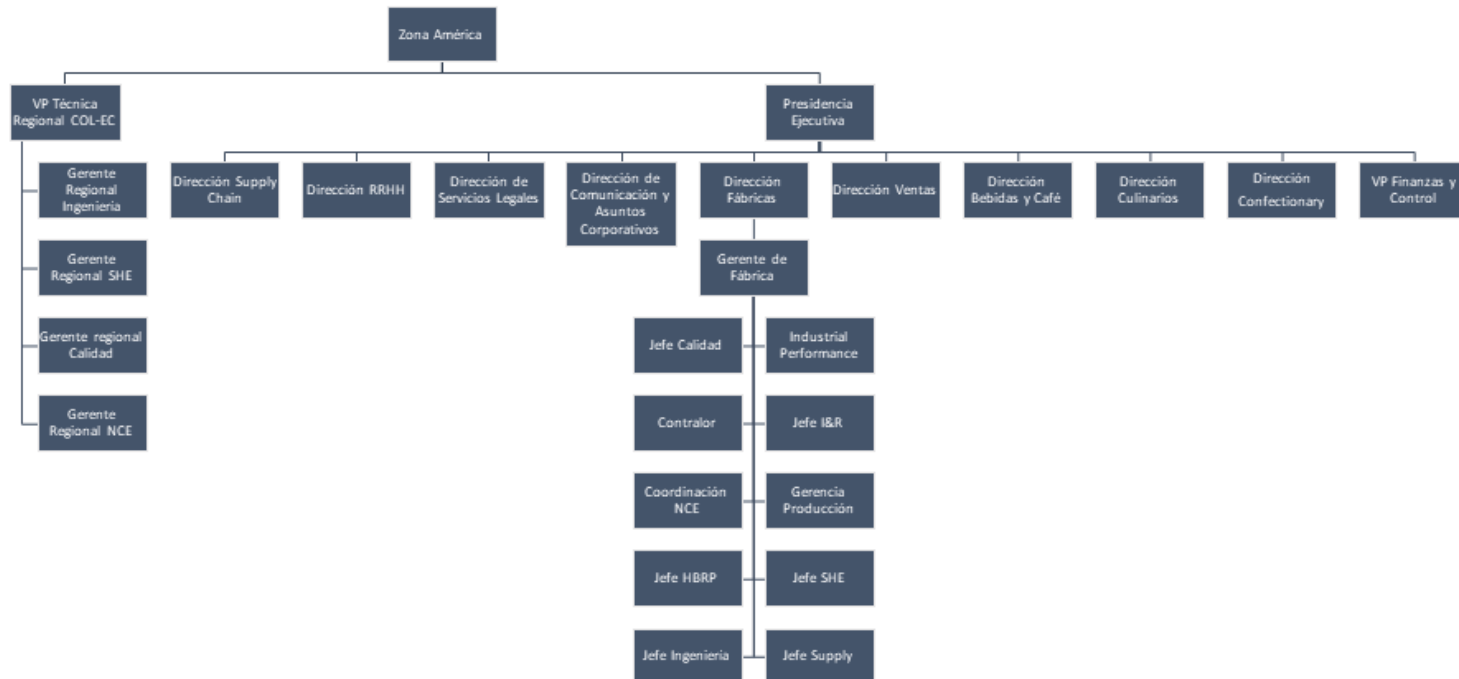 Zona América
VP Técnica
Regional COL-EC
Presidencia
Ejecutiva
Gerente
Regional
Ingenieria
Dirección Supply
Chain
Dirección RRHH
Dirección de
Servicios Legales
Dirección de
Comunicación y
Asuntos
Corporativos
Dirección
Fábricas
Dirección Ventas
Dirección
Bebidas y Café
Dirección
Culinarios
Dirección
Confectionary
VP Finanzas y
Control
Gerente
Regional SHE
Gerente de
Fábrica
Gerente regional
Calidad
Jefe Calidad
Industrial
Performance
Gerente
Regional NCE
Contralor
Jefe I&R
Coordinación
NCE
Gerencia
Producción
Jefe HBRP
Jefe SHE
Jefe Ingenieria
Jefe Supply